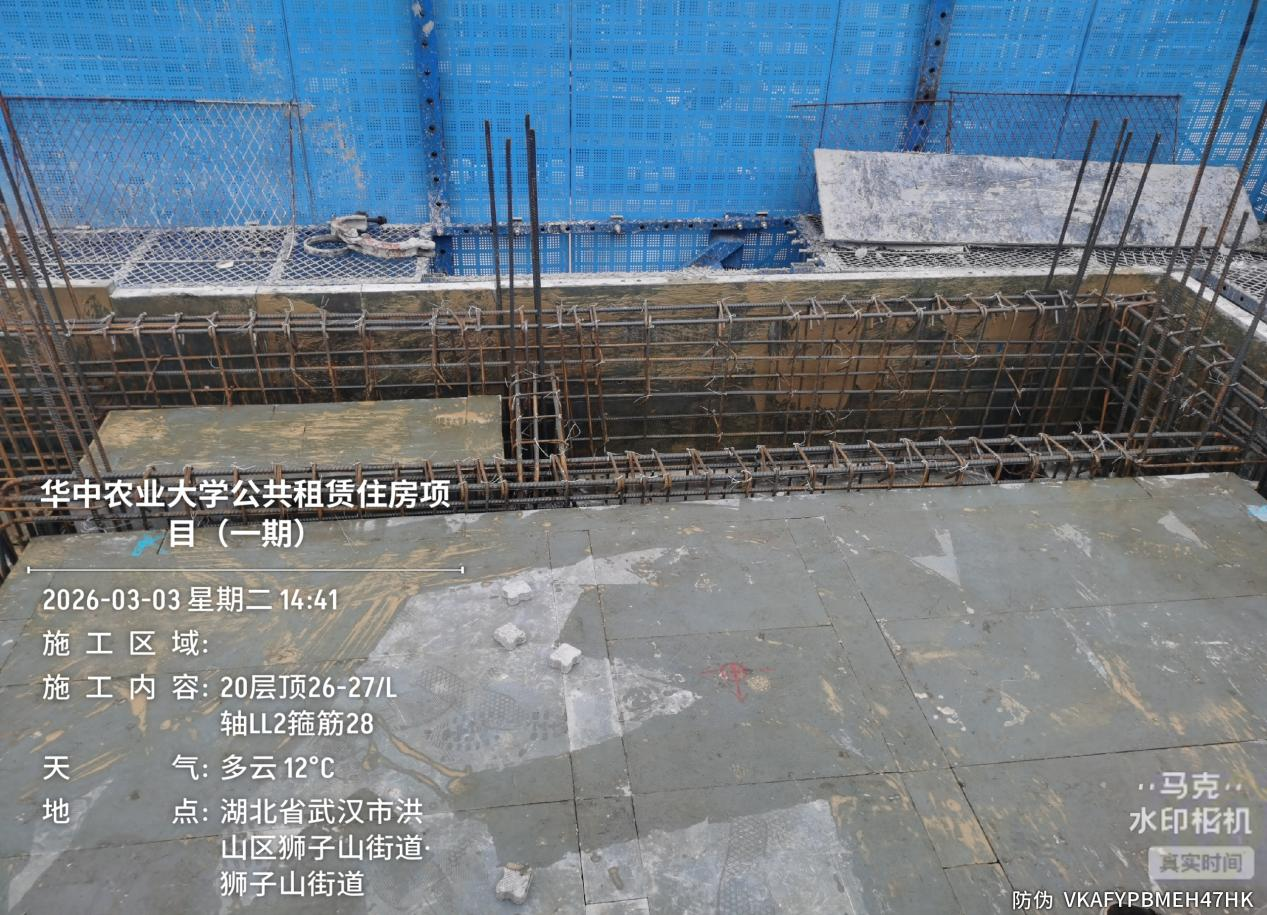 华中农业大学公共租赁住房项
目（一期）
2026-03-03 星期二 14:41
施工区域:
施工内容: 20层顶26-27/L
轴LL2箍筋28
天气: 多云 12°C
地点: 湖北省武汉市洪
山区狮子山街道·
狮子山街道
马克
水印相机
真实时间
防伪 VKAFYPBMEH47HK